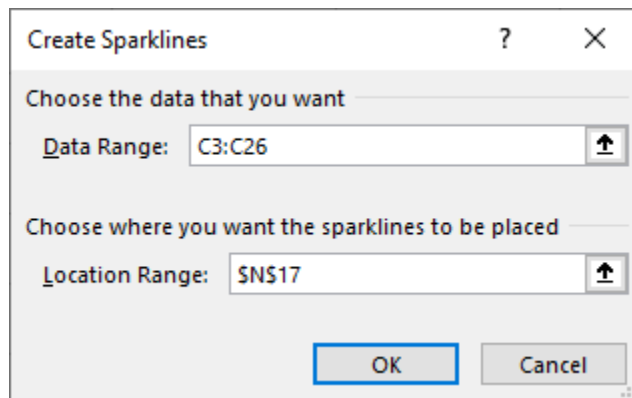 Create Sparklines ?
Choose the data that you want
Data Range: C3:C26
Choose where you want the sparklines to be placed
Location Range: $N$17
OK Cancel